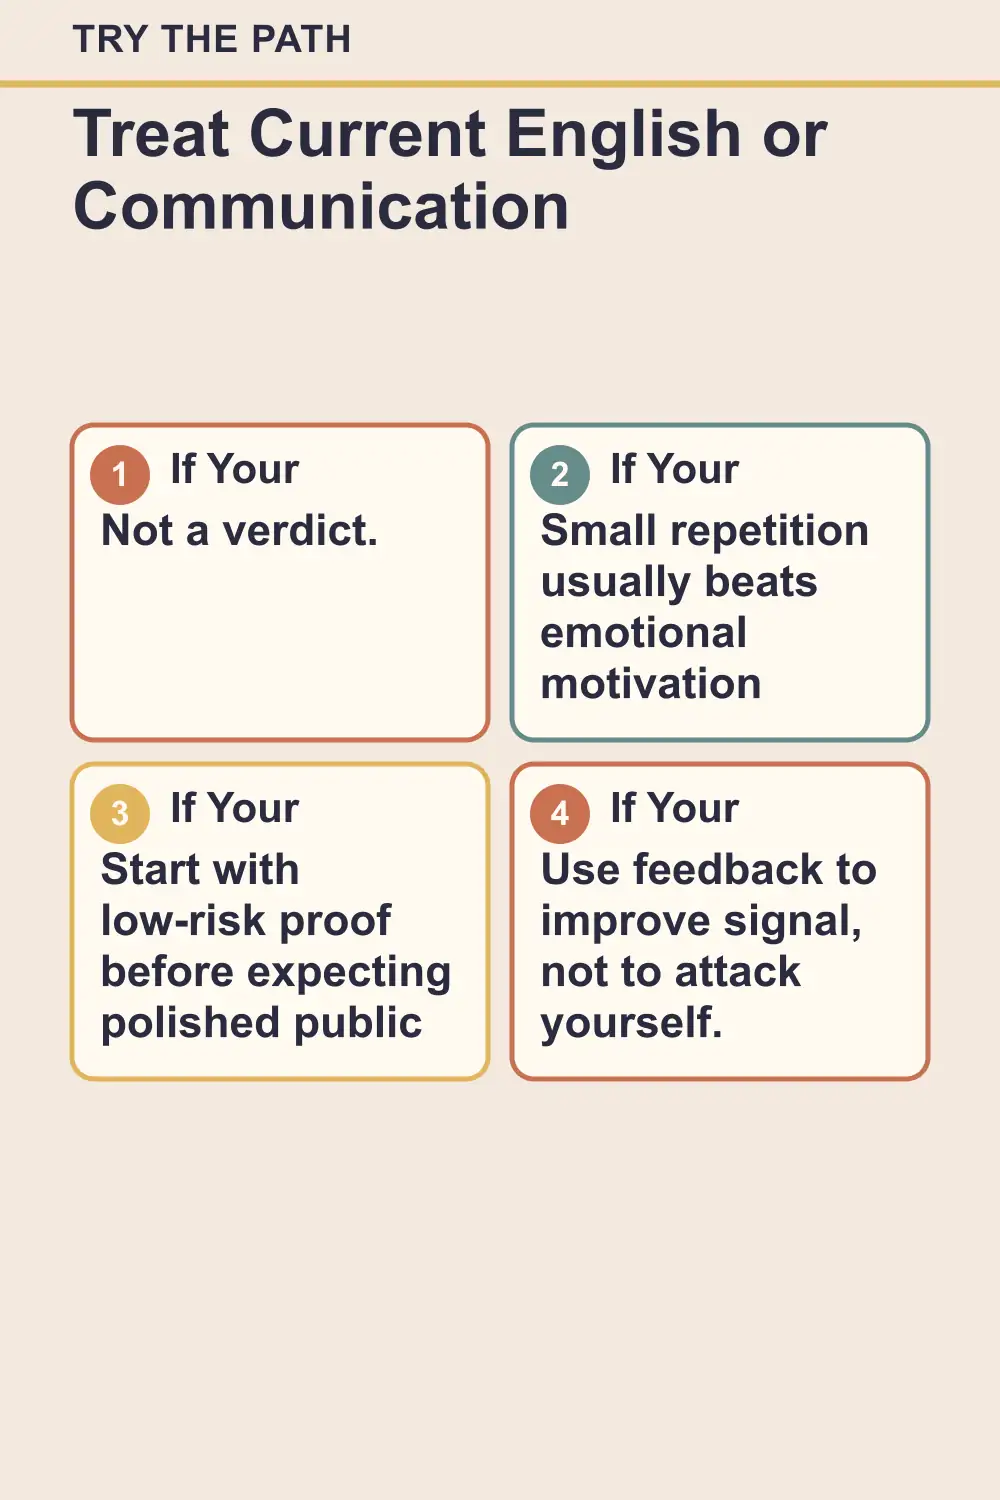 TRY THE PATH
Treat Current English or
Communication
1 If Your
Not a verdict.
2 If Your
Small repetition
usually beats
emotional
motivation
3 If Your
Start with
low-risk proof
before expecting
polished public
4 If Your
Use feedback to
improve signal,
not to attack
yourself.